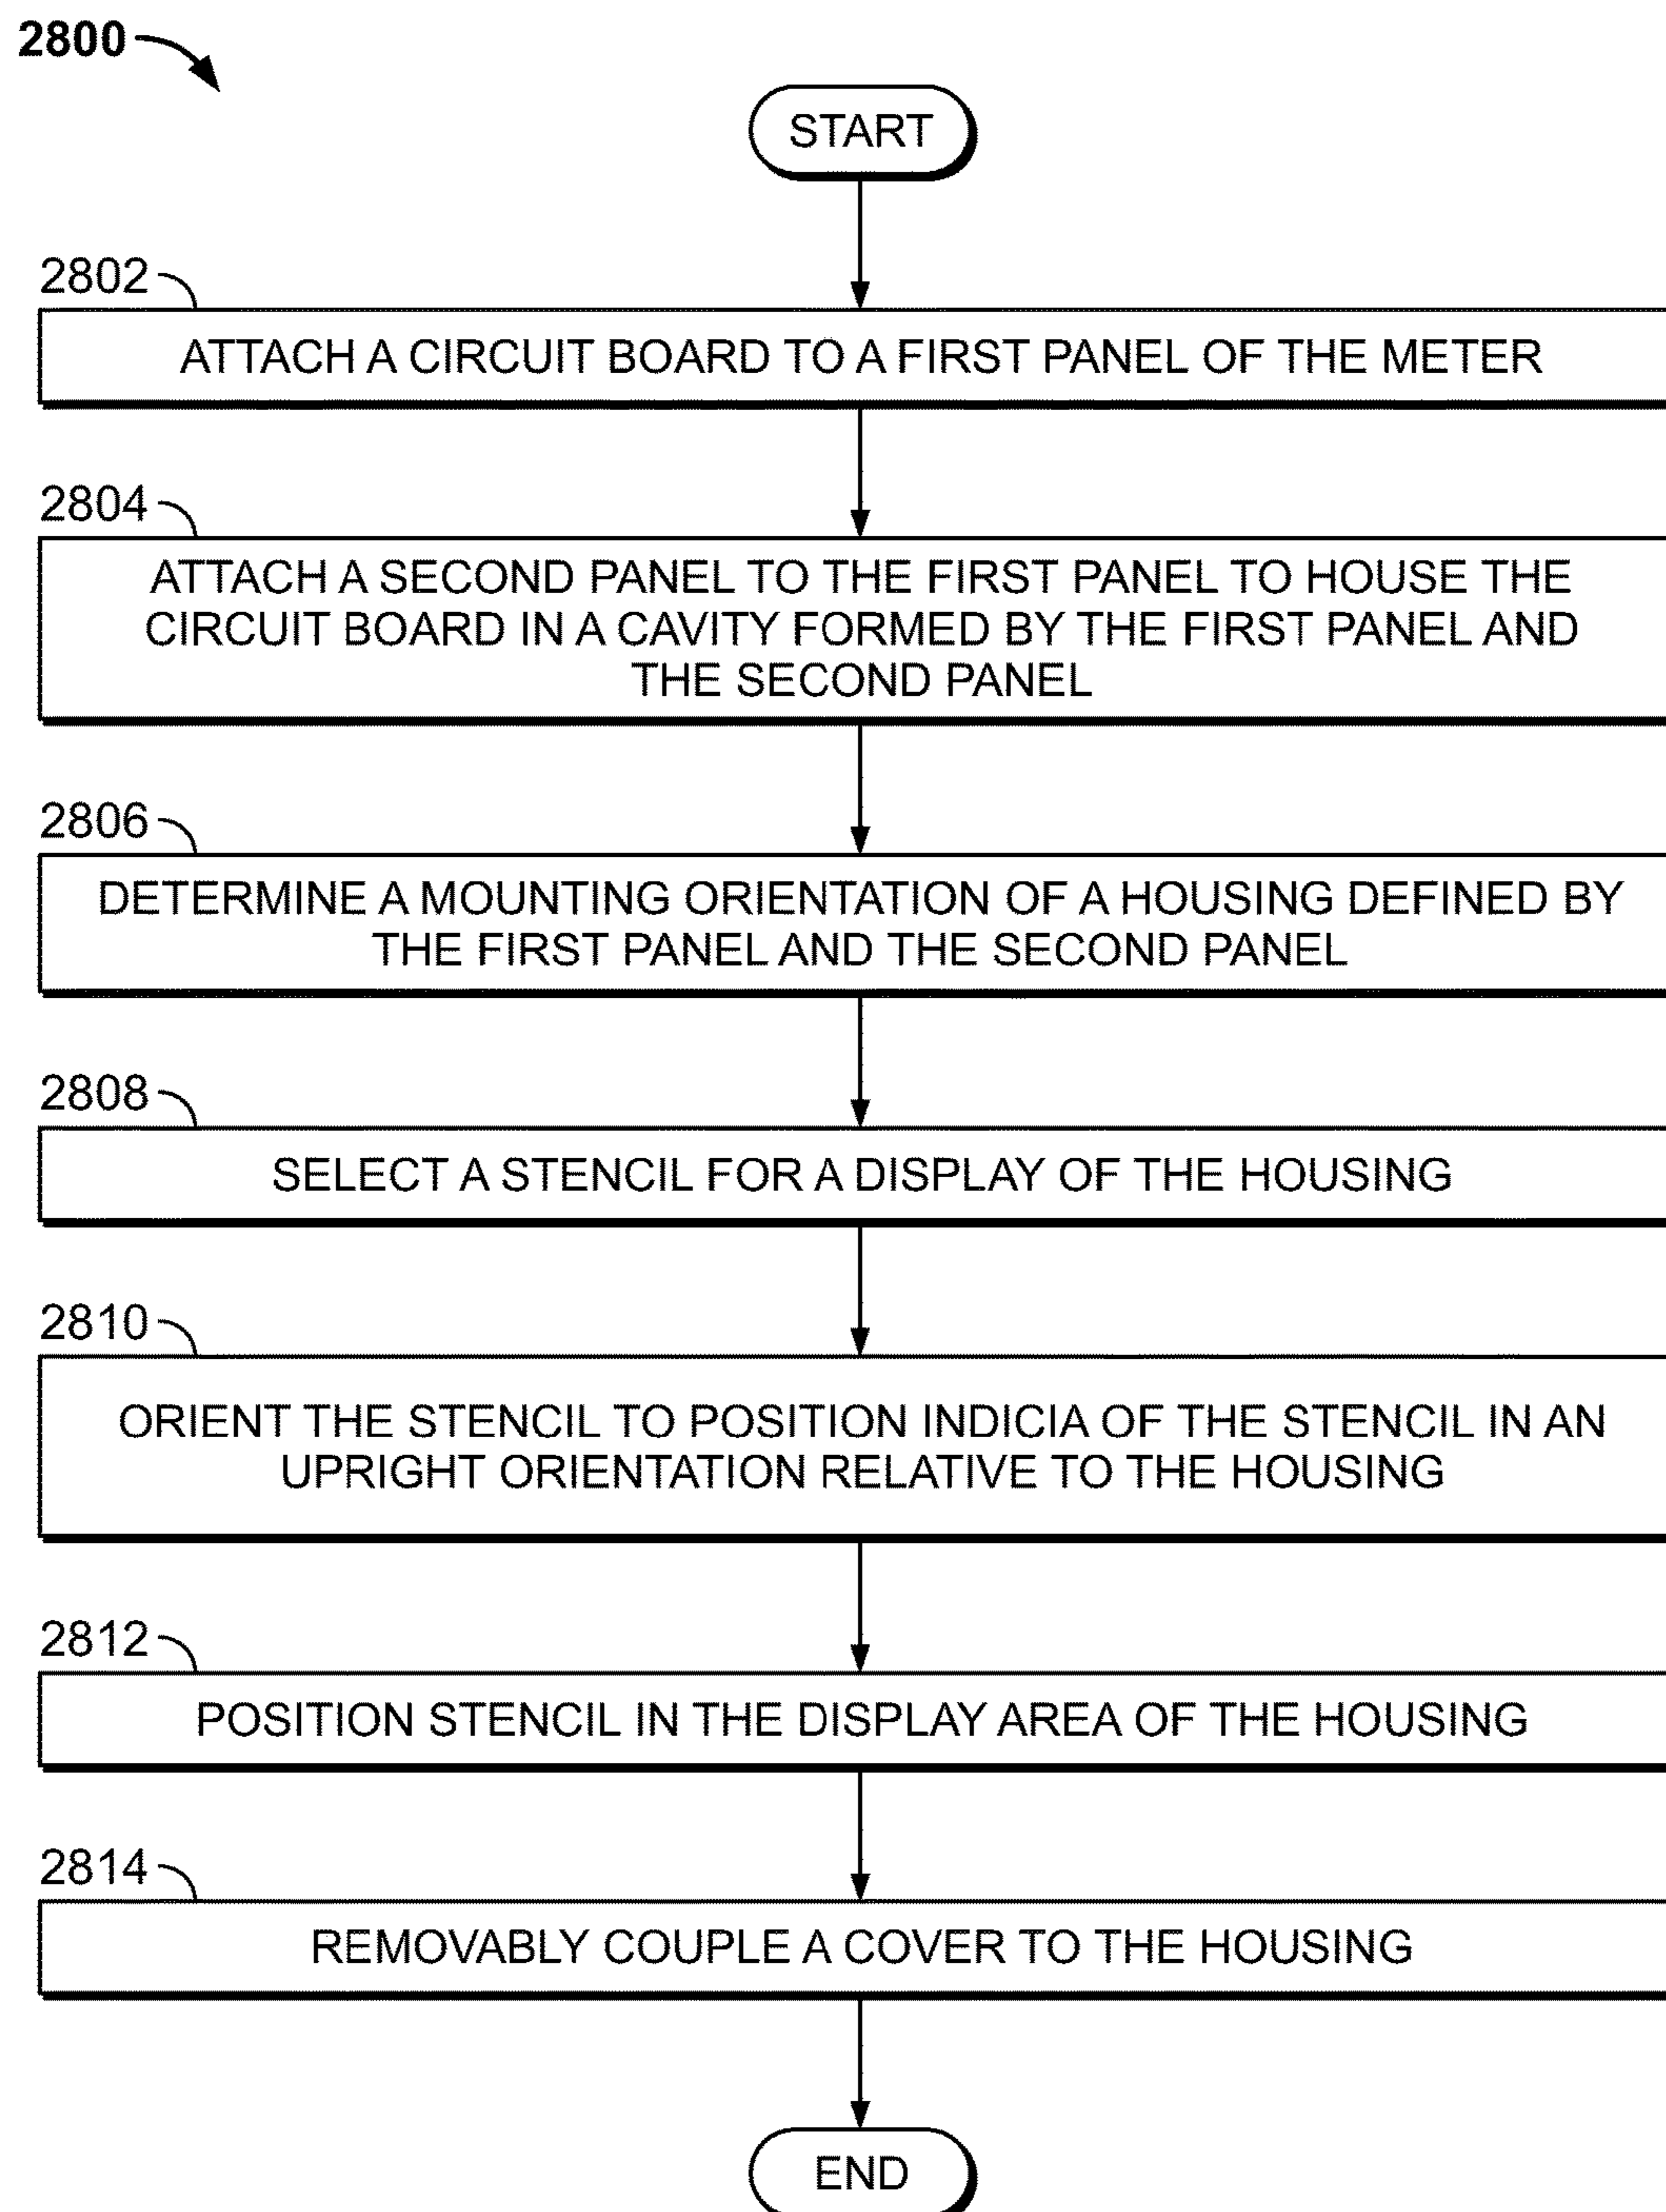 2800
START
2802
ATTACH A CIRCUIT BOARD TO A FIRST PANEL OF THE METER
2804
ATTACH A SECOND PANEL TO THE FIRST PANEL TO HOUSE THE
CIRCUIT BOARD IN A CAVITY FORMED BY THE FIRST PANEL AND
THE SECOND PANEL
2806
DETERMINE A MOUNTING ORIENTATION OF A HOUSING DEFINED BY
THE FIRST PANEL AND THE SECOND PANEL
2808
SELECT A STENCIL FOR A DISPLAY OF THE HOUSING
2810
ORIENT THE STENCIL TO POSITION INDICIA OF THE STENCIL IN AN
UPRIGHT ORIENTATION RELATIVE TO THE HOUSING
2812
POSITION STENCIL IN THE DISPLAY AREA OF THE HOUSING
2814
REMOVABLY COUPLE A COVER TO THE HOUSING
END